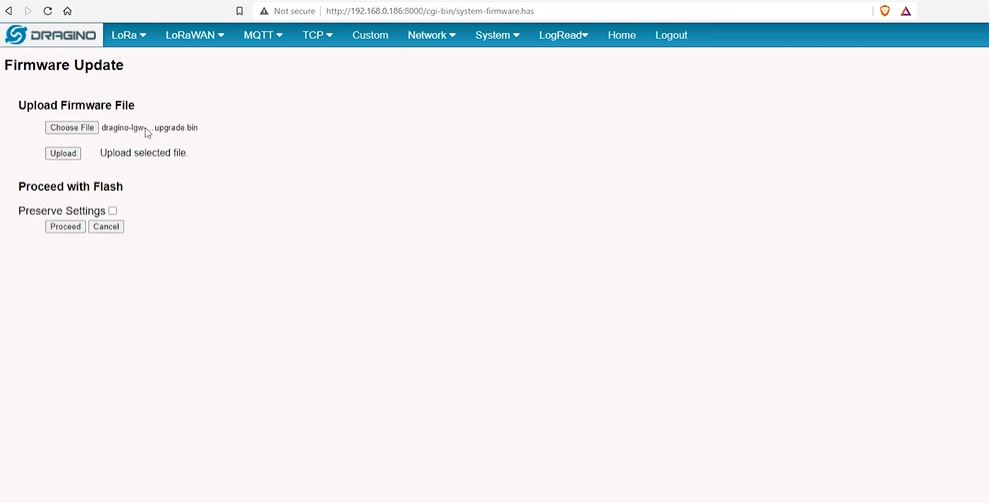 Not secure http://192.168.0.186:8000/cgi-bin/system-firmware.has
DRAGINO LoRa LoRaWAN MQTT TCP Custom Network System LogRead Home Logout
Firmware Update
Upload Firmware File
Choose File dragino-lgw-...upgrade.bin
Upload Upload selected file.
Proceed with Flash
Preserve Settings
Proceed Cancel